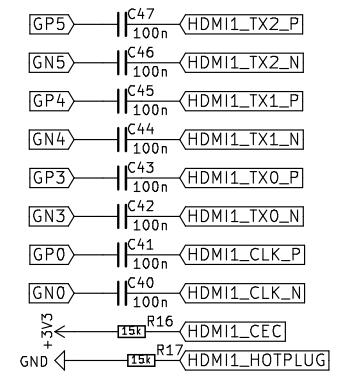 GP5 C47 100n HDMI1_TX2_P
GN5 C46 100n HDMI1_TX2_N
GP4 C45 100n HDMI1_TX1_P
GN4 C44 100n HDMI1_TX1_N
GP3 C43 100n HDMI1_TX0_P
GN3 C42 100n HDMI1_TX0_N
GP0 C41 100n HDMI1_CLK_P
GN0 C40 100n HDMI1_CLK_N
+3V3 15k R16 HDMI1_CEC
GND 15k R17 HDMI1_HOTPLUG